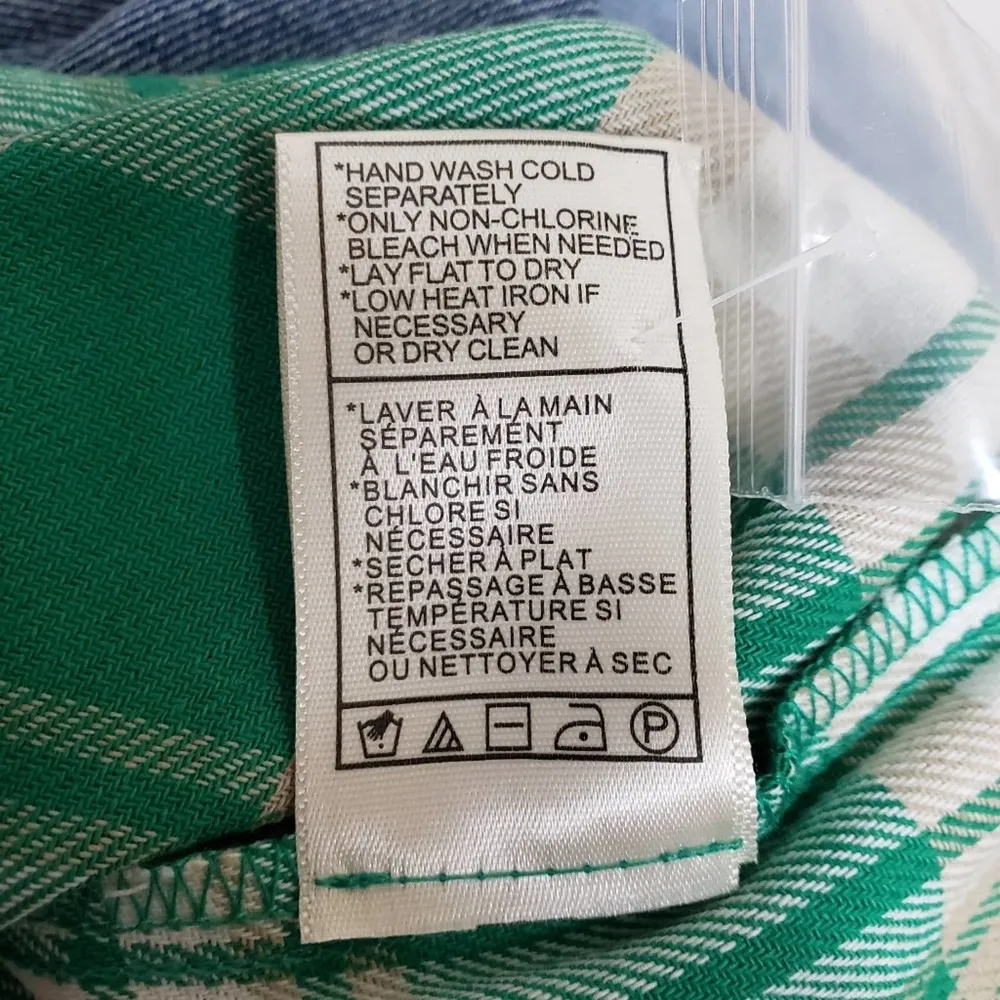 *HAND WASH COLD
SEPARATELY
*ONLY NON-CHLORINE
BLEACH WHEN NEEDED
*LAY FLAT TO DRY
*LOW HEAT IRON IF
NECESSARY
OR DRY CLEAN
*LAVER À LA MAIN
SÉPAREMENT
À L'EAU FROIDE
*BLANCHIR SANS
CHLORE SI
NÉCESSAIRE
*SECHER À PLAT
*REPASSAGE À BASSE
TEMPÉRATURE SI
NÉCESSAIRE
OU NETTOYER À SEC
P